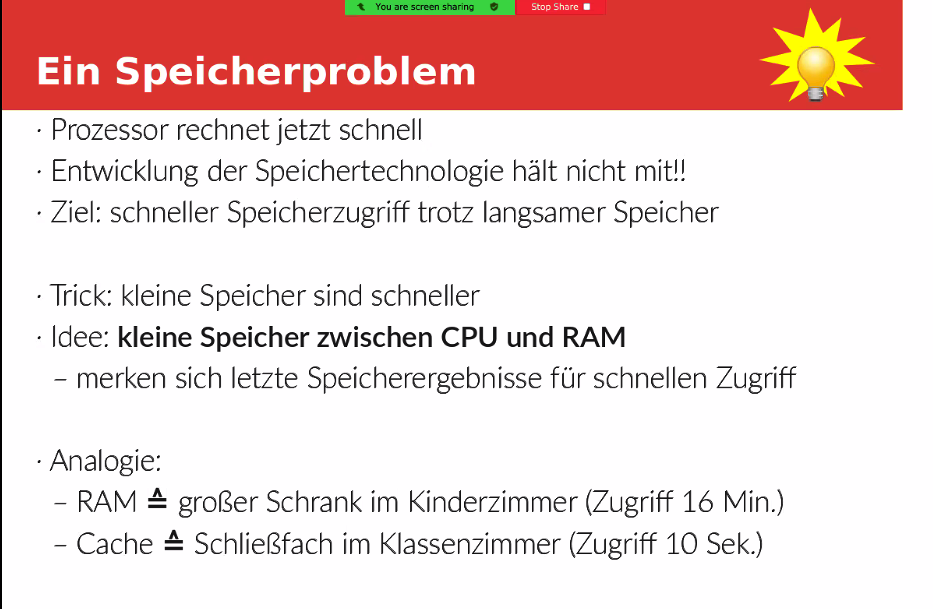 You are screen sharing Stop Share
Ein Speicherproblem
· Prozessor rechnet jetzt schnell
· Entwicklung der Speichertechnologie hält nicht mit!!
· Ziel: schneller Speicherzugriff trotz langsamer Speicher
· Trick: kleine Speicher sind schneller
· Idee: kleine Speicher zwischen CPU und RAM
– merken sich letzte Speicherergebnisse für schnellen Zugriff
· Analogie:
– RAM ≙ großer Schrank im Kinderzimmer (Zugriff 16 Min.)
– Cache ≙ Schließfach im Klassenzimmer (Zugriff 10 Sek.)